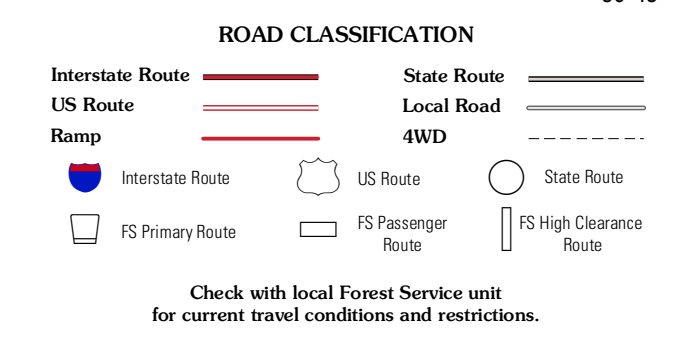 ROAD CLASSIFICATION
Interstate Route
State Route
US Route
Local Road
Ramp
4WD
Interstate Route
US Route
State Route
FS Primary Route
FS Passenger
Route
FS High Clearance
Route
Check with local Forest Service unit
for current travel conditions and restrictions.